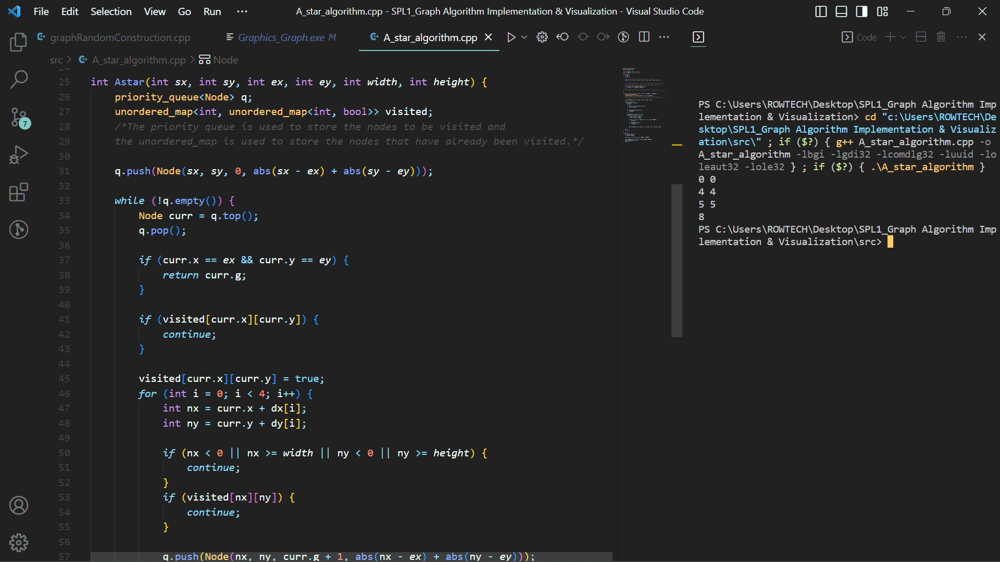 File Edit Selection View Go Run ··· A_star_algorithm.cpp - SPL1_Graph Algorithm Implementation & Visualization - Visual Studio Code
graphRandomConstruction.cpp Graphics_Graph.exe M A_star_algorithm.cpp Code
src > A_star_algorithm.cpp > Node
24
25 int Astar(int sx, int sy, int ex, int ey, int width, int height) {
26 priority_queue<Node> q;
27 unordered_map<int, unordered_map<int, bool>> visited;
28 /*The priority queue is used to store the nodes to be visited and
29 the unordered_map is used to store the nodes that have already been visited.*/
30
31 q.push(Node(sx, sy, 0, abs(sx - ex) + abs(sy - ey)));
32
33 while (!q.empty()) {
34 Node curr = q.top();
35 q.pop();
36
37 if (curr.x == ex && curr.y == ey) {
38 return curr.g;
39 }
40
41 if (visited[curr.x][curr.y]) {
42 continue;
43 }
44
45 visited[curr.x][curr.y] = true;
46 for (int i = 0; i < 4; i++) {
47 int nx = curr.x + dx[i];
48 int ny = curr.y + dy[i];
49
50 if (nx < 0 || nx >= width || ny < 0 || ny >= height) {
51 continue;
52 }
53 if (visited[nx][ny]) {
54 continue;
55 }
56
57 q.push(Node(nx, ny, curr.g + 1, abs(nx - ex) + abs(ny - ey)));
7
PS C:\Users\ROWTECH\Desktop\SPL1_Graph Algorithm Imp
lementation & Visualization> cd "c:\Users\ROWTECH\De
sktop\SPL1_Graph Algorithm Implementation & Visualiz
ation\src\" ; if ($?) { g++ A_star_algorithm.cpp -o
A_star_algorithm -lbgi -lgdi32 -lcomdlg32 -luuid -lo
leaut32 -lole32 } ; if ($?) { .\A_star_algorithm }
0 0
4 4
5 5
8
PS C:\Users\ROWTECH\Desktop\SPL1_Graph Algorithm Imp
lementation & Visualization\src>